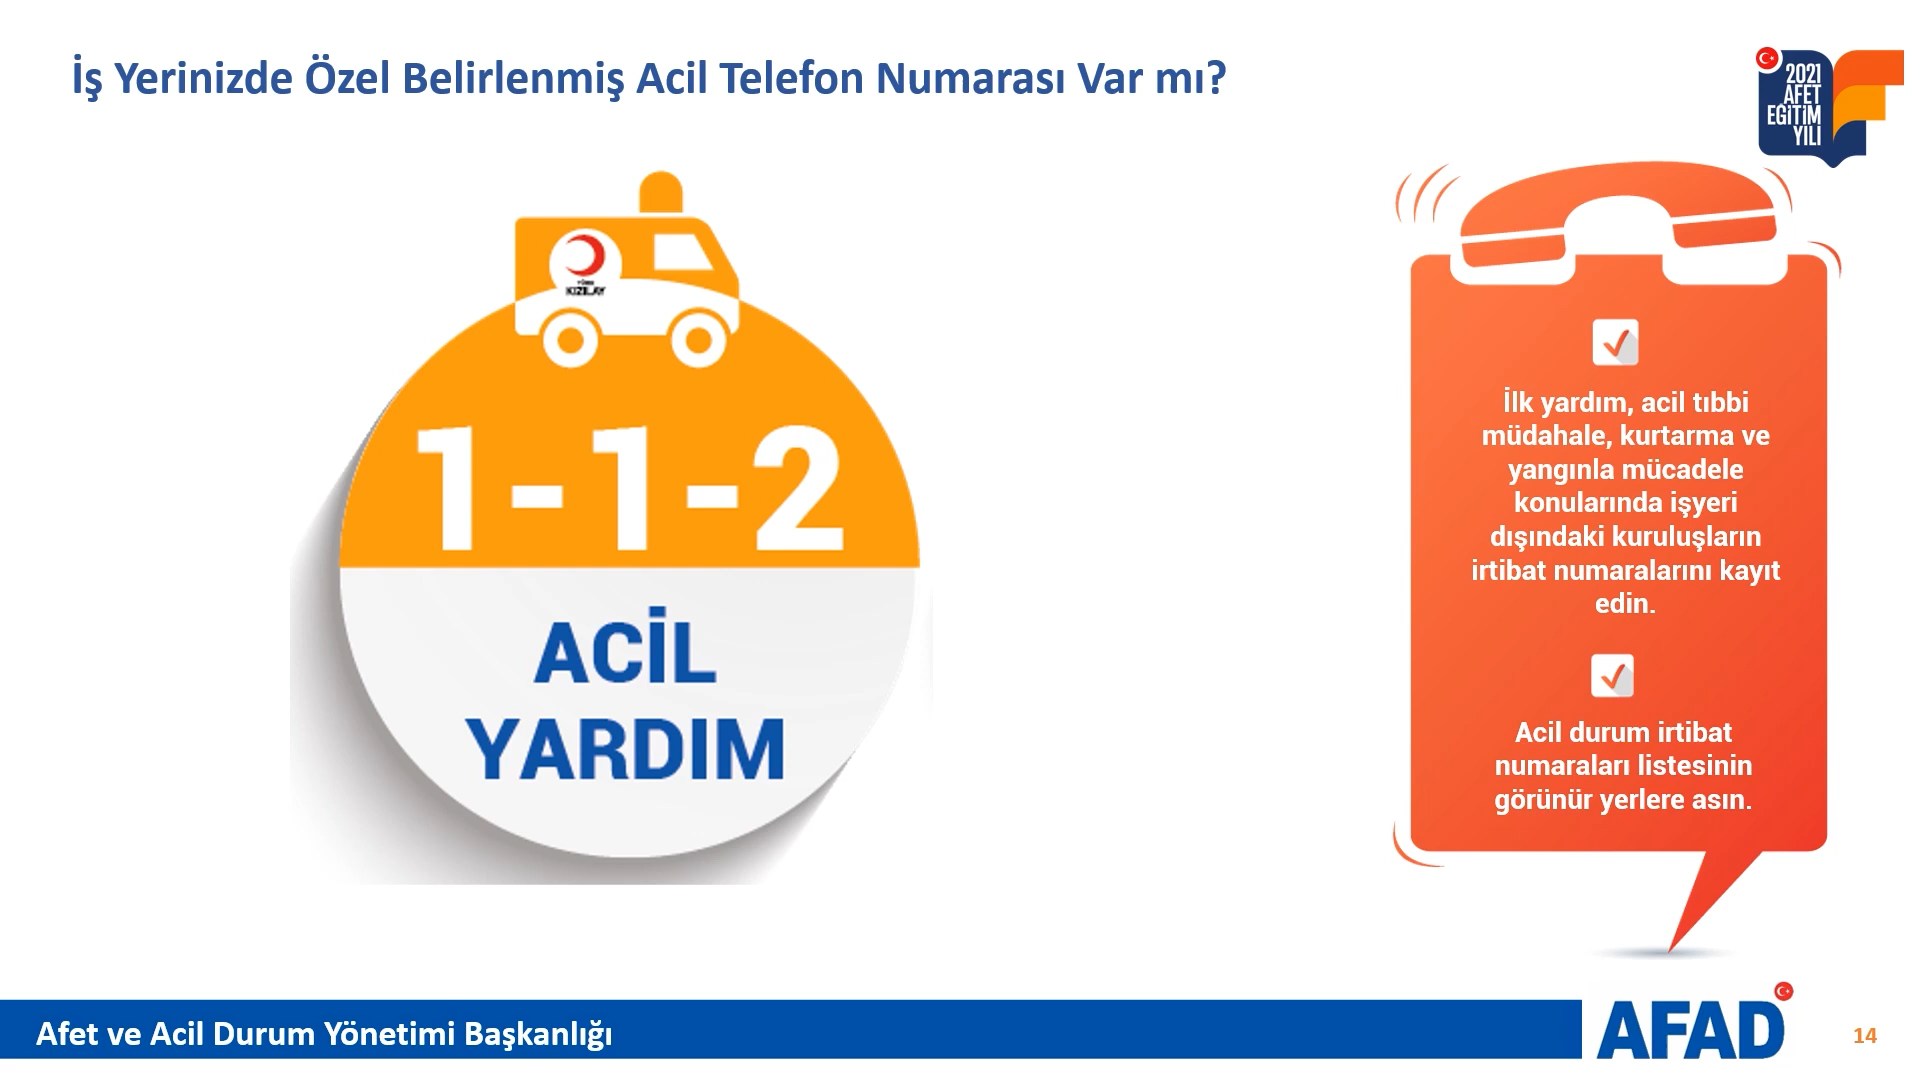 İş Yerinizde Özel Belirlenmiş Acil Telefon Numarası Var mı?
2021
AFET
EĞİTİM
YILI
TÜRK
KIZILAY
1-1-2
ACİL
YARDIM
İlk yardım, acil tıbbi
müdahale, kurtarma ve
yangınla mücadele
konularında işyeri
dışındaki kuruluşların
irtibat numaralarını kayıt
edin.
Acil durum irtibat
numaraları listesinin
görünür yerlere asın.
Afet ve Acil Durum Yönetimi Başkanlığı
AFAD
14